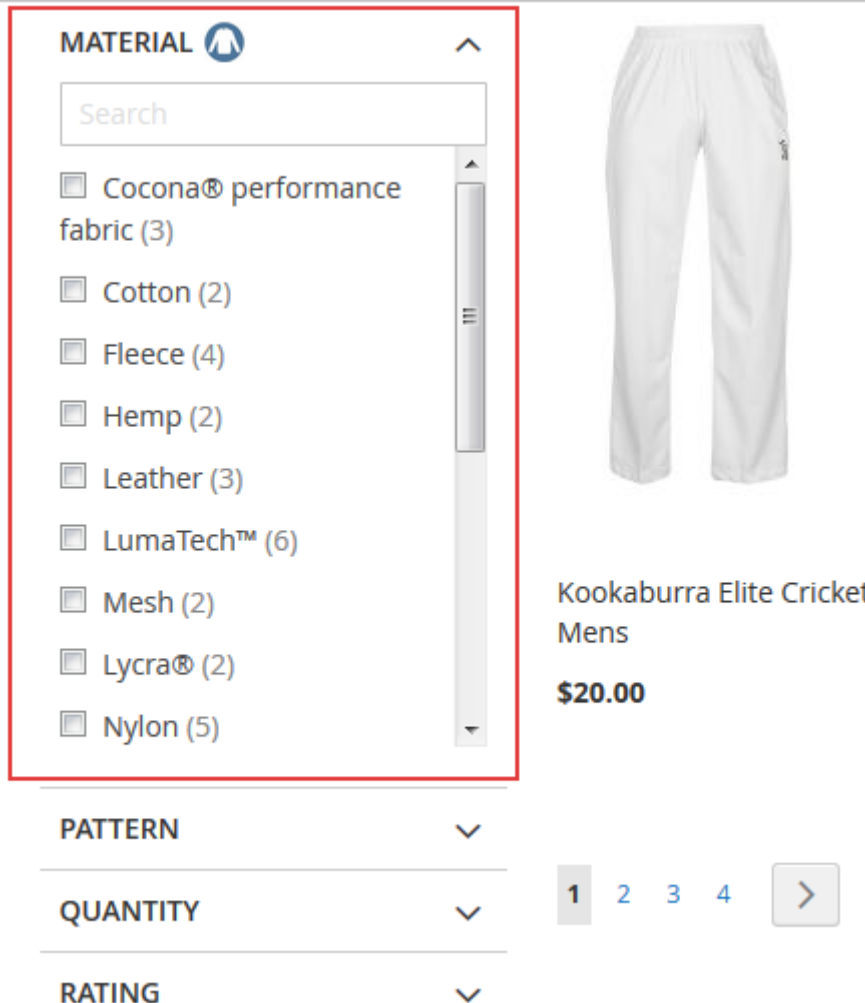 MATERIAL
Search
Cocona® performance
fabric (3)
Cotton (2)
Fleece (4)
Hemp (2)
Leather (3)
LumaTech™ (6)
Mesh (2)
Lycra® (2)
Nylon (5)
PATTERN
QUANTITY
RATING
Kookaburra Elite Cricket
Mens
$20.00
1 2 3 4